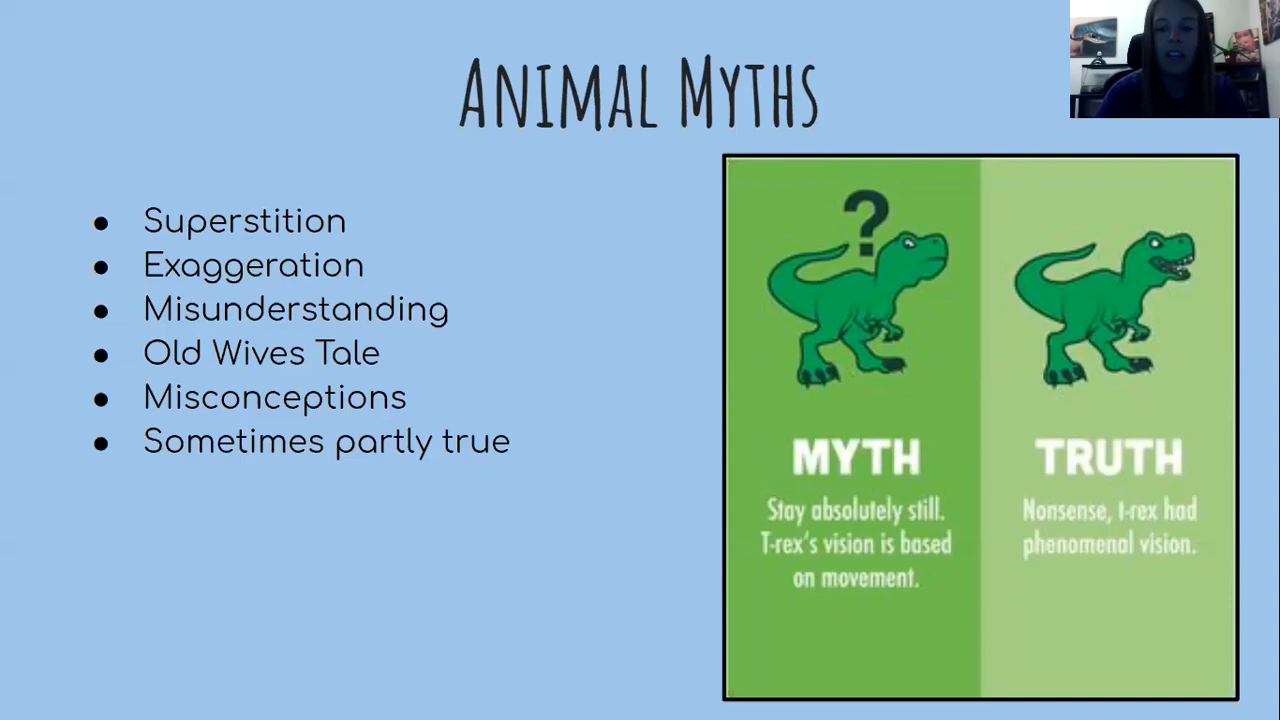 ANIMAL MYTHS
● Superstition
● Exaggeration
● Misunderstanding
● Old Wives Tale
● Misconceptions
● Sometimes partly true
?
MYTH
Stay absolutely still.
T-rex's vision is based
on movement.
TRUTH
Nonsense, t-rex had
phenomenal vision.